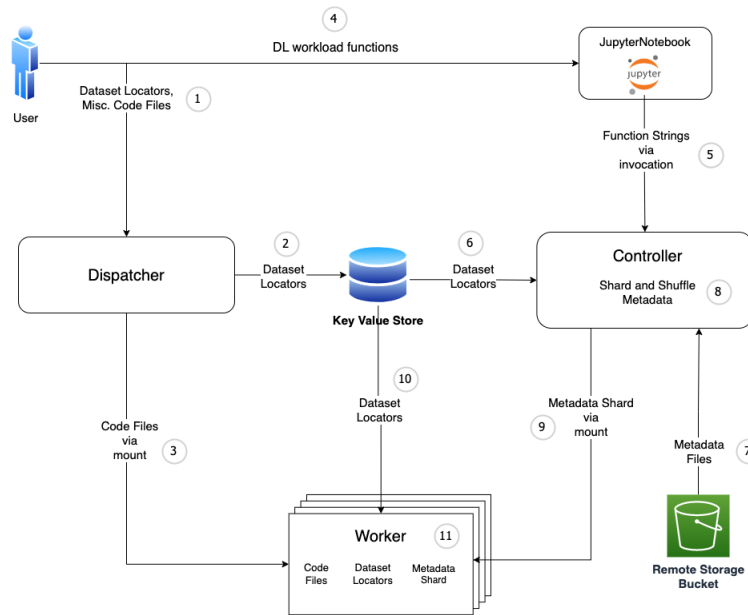 4
DL workload functions
JupyterNotebook
jupyter
User
Dataset Locators,
Misc. Code Files
1
Function Strings
via
invocation
5
Dispatcher
2
Dataset
Locators
Key Value Store
6
Dataset
Locators
Controller
Shard and Shuffle
Metadata
8
Code Files
via
mount
3
10
Dataset
Locators
9
Metadata Shard
via
mount
Metadata
Files
7
Worker
11
Code
Files
Dataset
Locators
Metadata
Shard
Remote Storage
Bucket